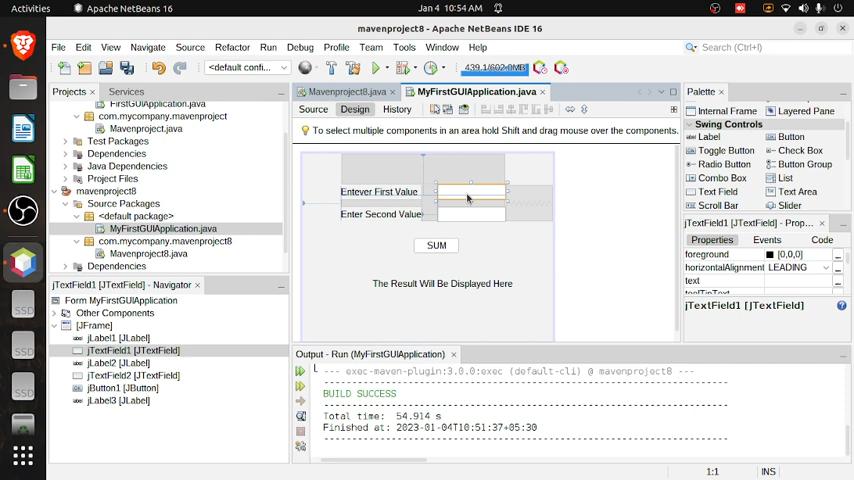 Activities
Apache NetBeans
Jan 4 10:54 AM
mavenproject8 - Apache NetBeans IDE 16
File Edit View Navigate Source Refactor Run Debug Profile Team Tools Window Help
Search (Ctrl+I)
<default confi...
439.1/602.0MB
Projects
Services
FirstGUIApplication.java
com.mycompany.mavenproject
Mavenproject.java
Test Packages
Dependencies
Java Dependencies
Project Files
mavenproject8
Source Packages
<default package>
MyFirstGUIApplication.java
com.mycompany.mavenproject8
Mavenproject8.java
Dependencies
jTextField1 [JTextField] - Navigator
Form MyFirstGUIApplication
Other Components
[JFrame]
jLabel1 [JLabel]
jTextField1 [JTextField]
jLabel2 [JLabel]
jTextField2 [JTextField]
jButton1 [JButton]
jLabel3 [JLabel]
SSD
SSD
SSD
Mavenproject8.java
MyFirstGUIApplication.java
Source Design History
To select multiple components in an area hold Shift and drag mouse over the components.
Entever First Value
Enter Second Value
SUM
The Result Will Be Displayed Here
Output - Run (MyFirstGUIApplication)
--- exec-maven-plugin:3.0.0:exec (default-cli) @ mavenproject8 ---
------------------------------------------------------------------------
BUILD SUCCESS
------------------------------------------------------------------------
Total time: 54.914 s
Finished at: 2023-01-04T10:51:37+05:30
------------------------------------------------------------------------
1:1
INS
Palette
Internal Frame Layered Pane
Swing Controls
Label Button
Toggle Button Check Box
Radio Button Button Group
Combo Box List
Text Field Text Area
Scroll Bar Slider
jTextField1 [JTextField] - Prop...
Properties Events Code
foreground [0,0,0] ...
horizontalAlignment LEADING ...
text ...
toolTipText
jTextField1 [JTextField]